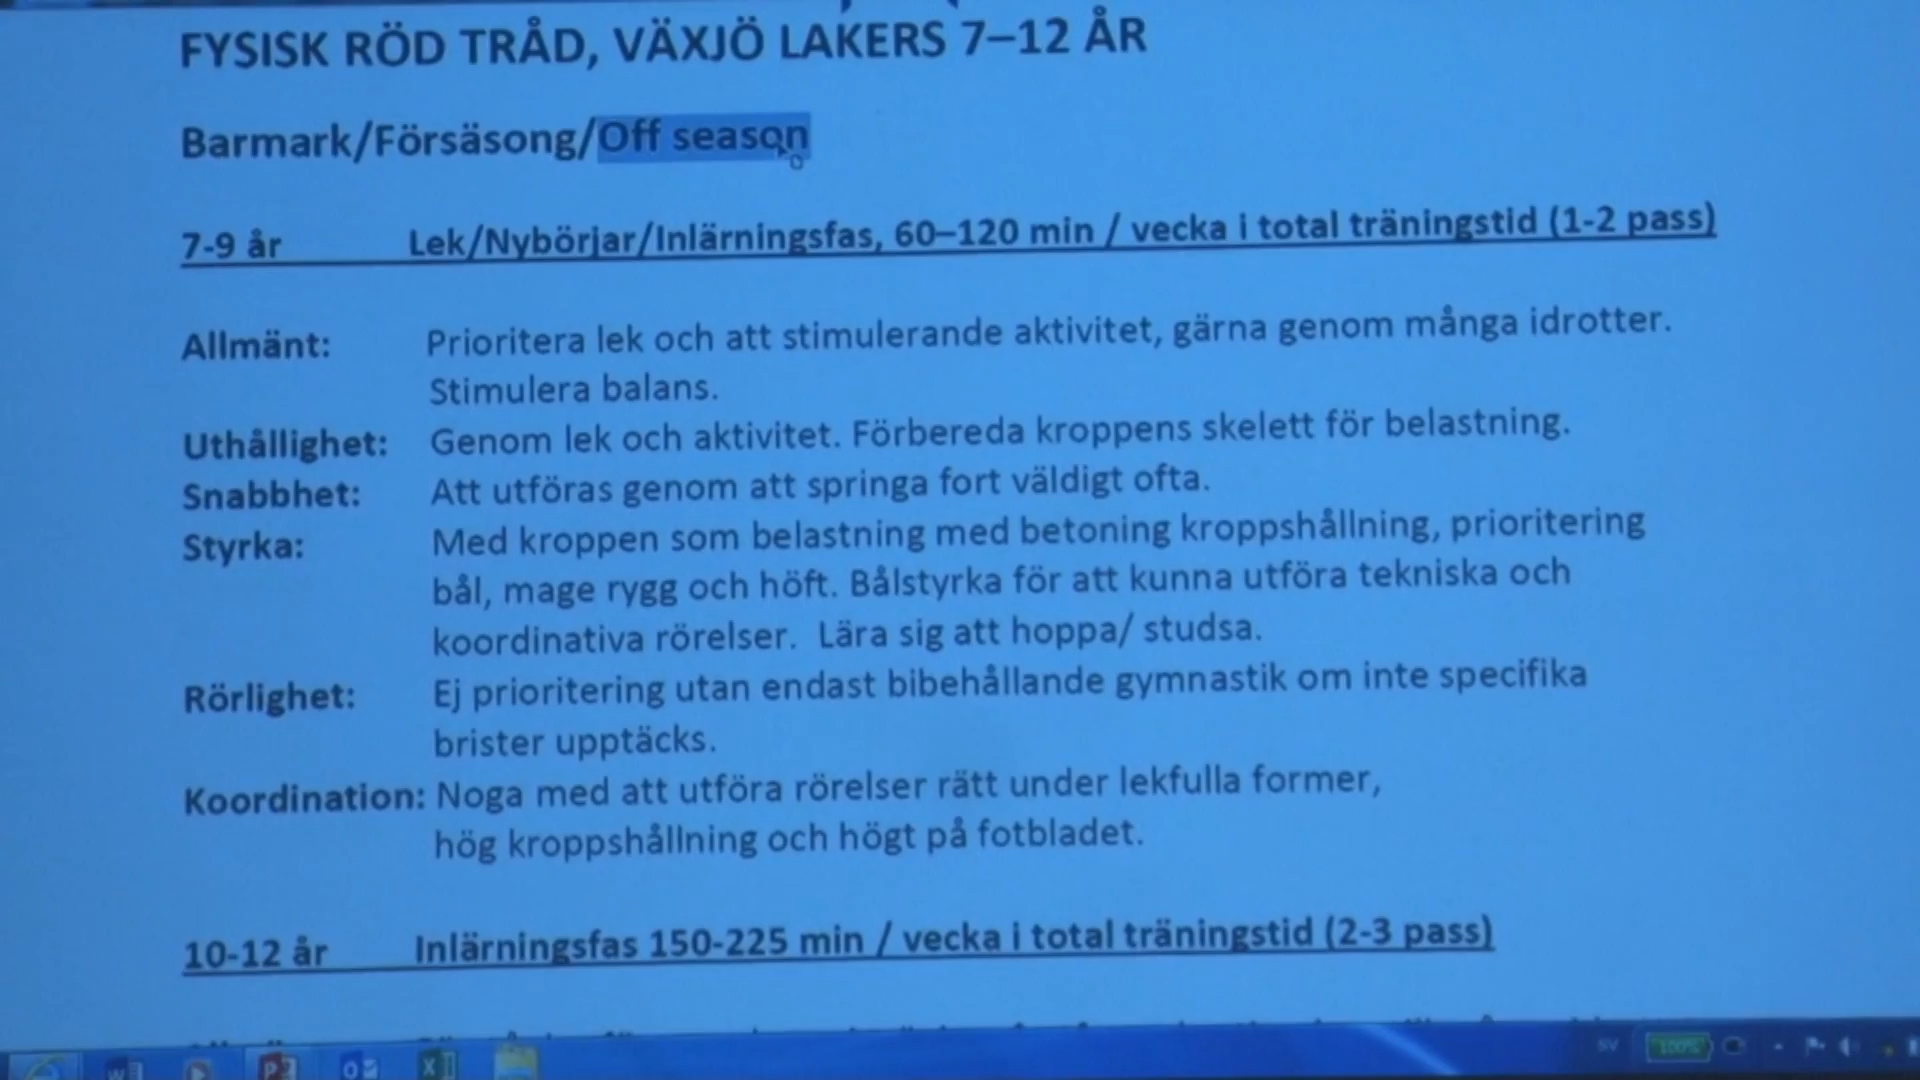 FYSISK RÖD TRÅD, VÄXJÖ LAKERS 7–12 ÅR
Barmark/Försäsong/Off season
7-9 år Lek/Nybörjar/Inlärningsfas, 60–120 min / vecka i total träningstid (1-2 pass)
Allmänt: Prioritera lek och att stimulerande aktivitet, gärna genom många idrotter.
Stimulera balans.
Uthållighet: Genom lek och aktivitet. Förbereda kroppens skelett för belastning.
Snabbhet: Att utföras genom att springa fort väldigt ofta.
Styrka: Med kroppen som belastning med betoning kroppshållning, prioritering
bål, mage rygg och höft. Bålstyrka för att kunna utföra tekniska och
koordinativa rörelser. Lära sig att hoppa/ studsa.
Rörlighet: Ej prioritering utan endast bibehållande gymnastik om inte specifika
brister upptäcks.
Koordination: Noga med att utföra rörelser rätt under lekfulla former,
hög kroppshållning och högt på fotbladet.
10-12 år Inlärningsfas 150-225 min / vecka i total träningstid (2-3 pass)
SV 100%